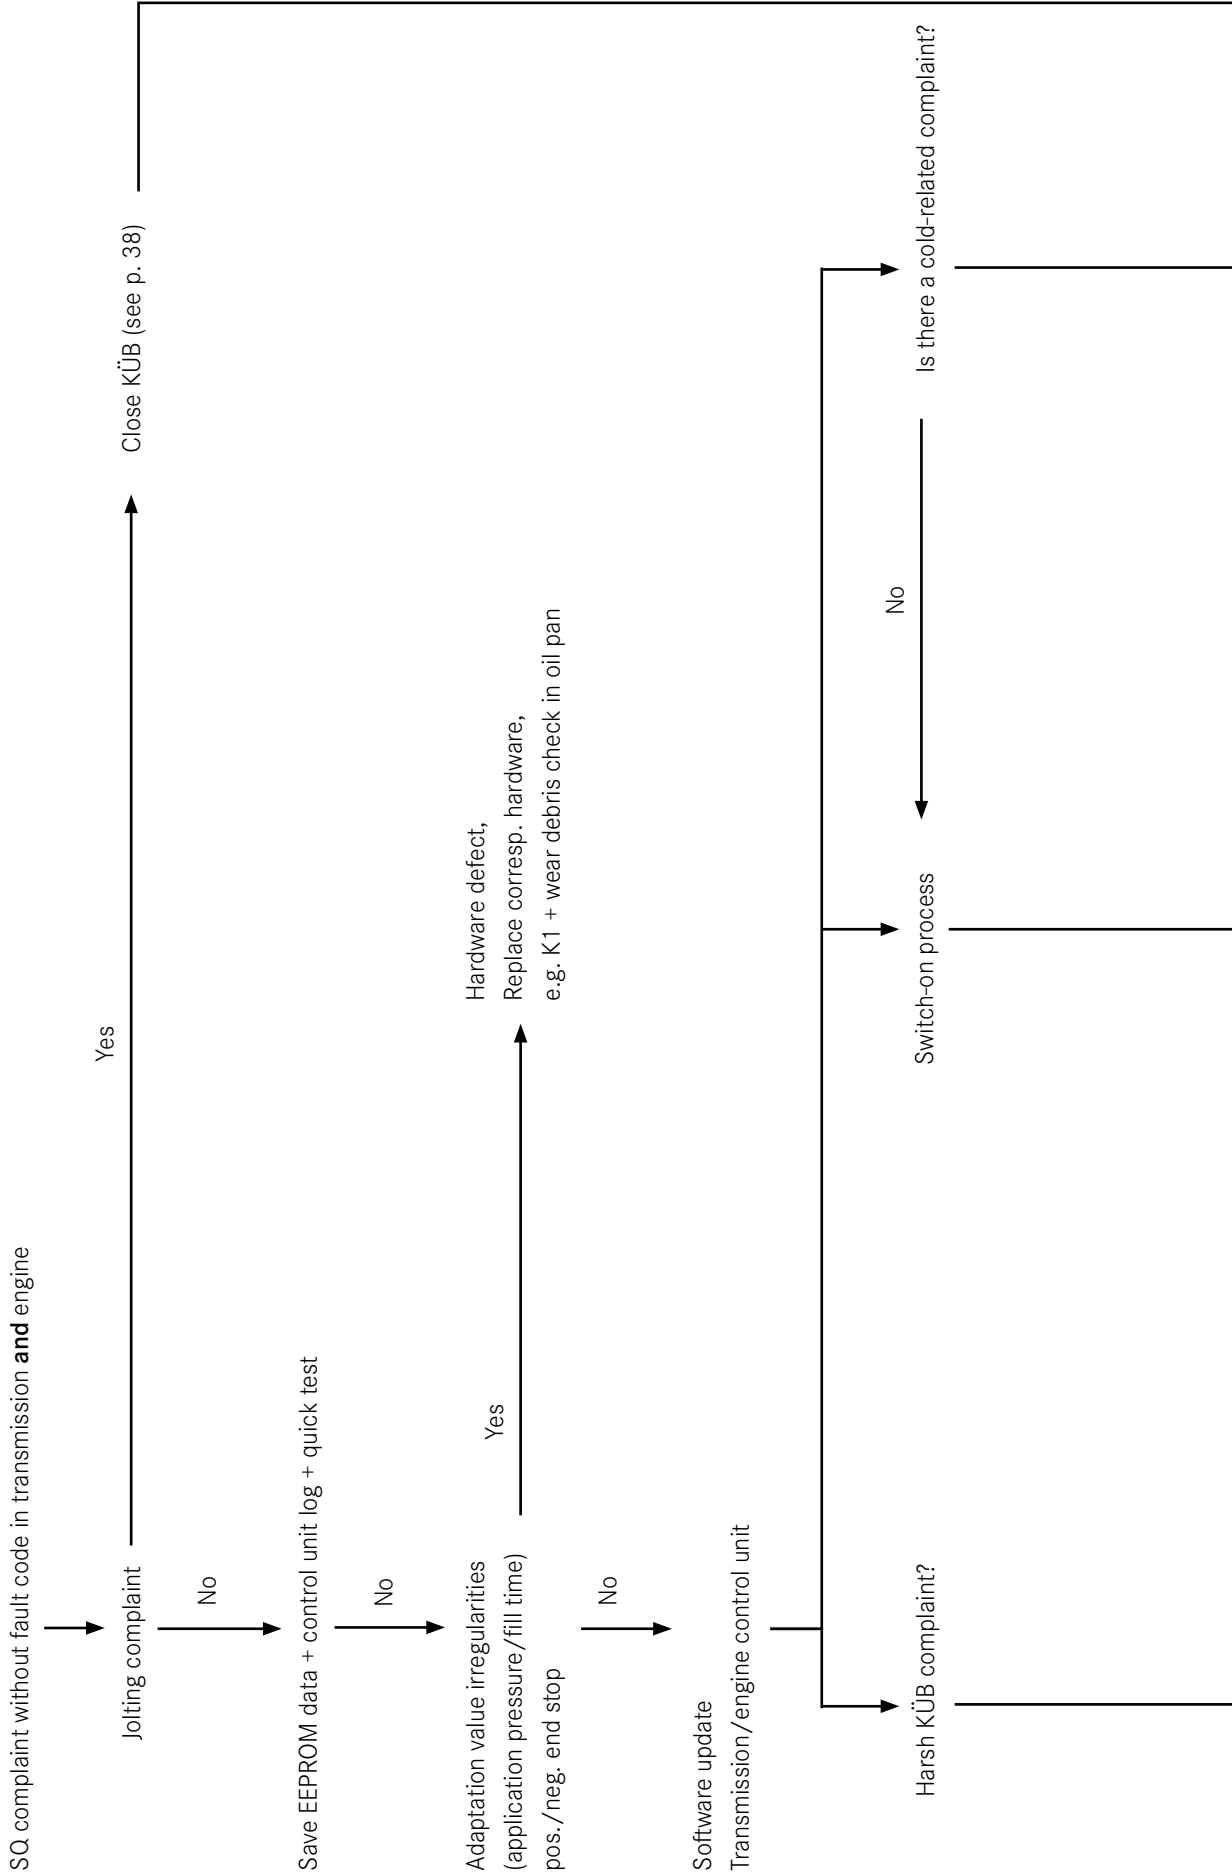 SQ complaint without fault code in transmission and engine
Jolting complaint
Yes
Close KÜB (see p. 38)
No
Save EEPROM data + control unit log + quick test
No
Adaptation value irregularities
(application pressure/fill time)
pos./neg. end stop
Yes
Hardware defect,
Replace corresp. hardware,
e.g. K1 + wear debris check in oil pan
No
Software update
Transmission/engine control unit
Harsh KÜB complaint?
Switch-on process
No
Is there a cold-related complaint?